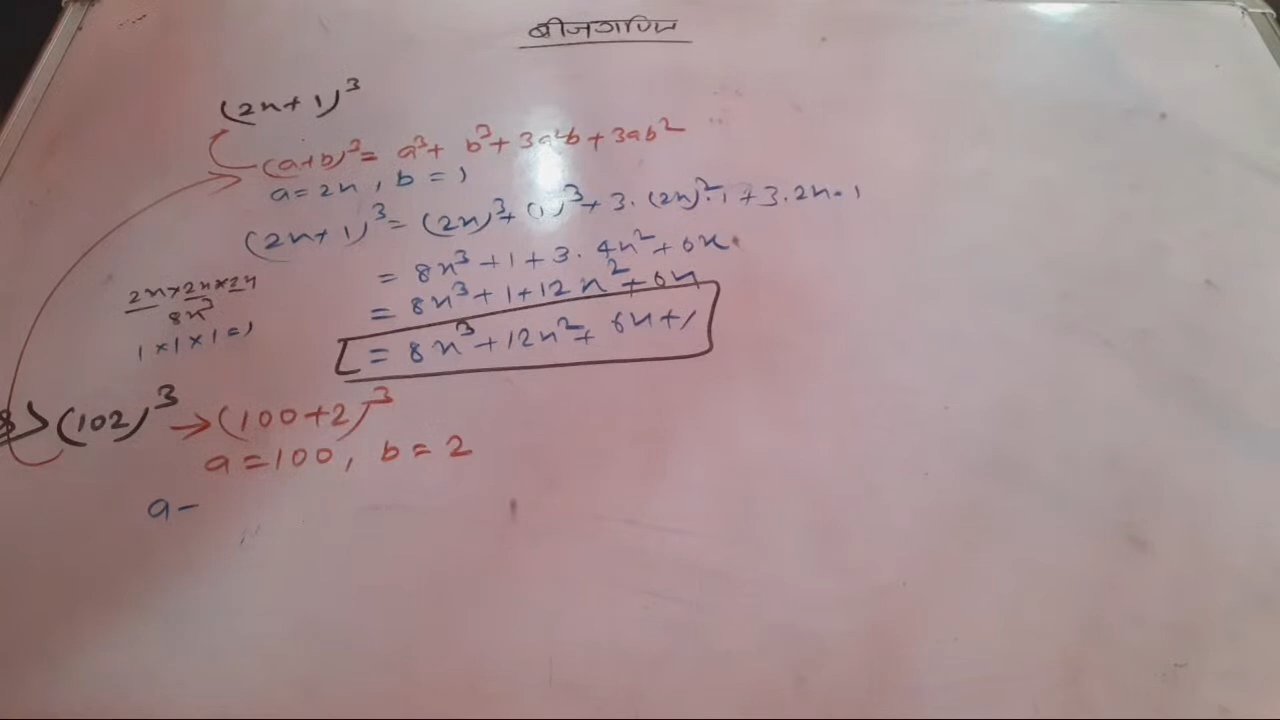 बीजगणित
(2x+1)³
(a+b)³= a³+ b³+3a²b+3ab²
a=2x, b=1
(2x+1)³= (2x)³+(1)³+3.(2x)².1+3.2x.1
= 8x³+1+3.4x²+6x.
= 8x³+1+12x²+6x
= 8x³+12x²+6x+1
2x×2x×2x
8x³
1×1×1=1
(102)³→(100+2)³
a=100, b=2
a-